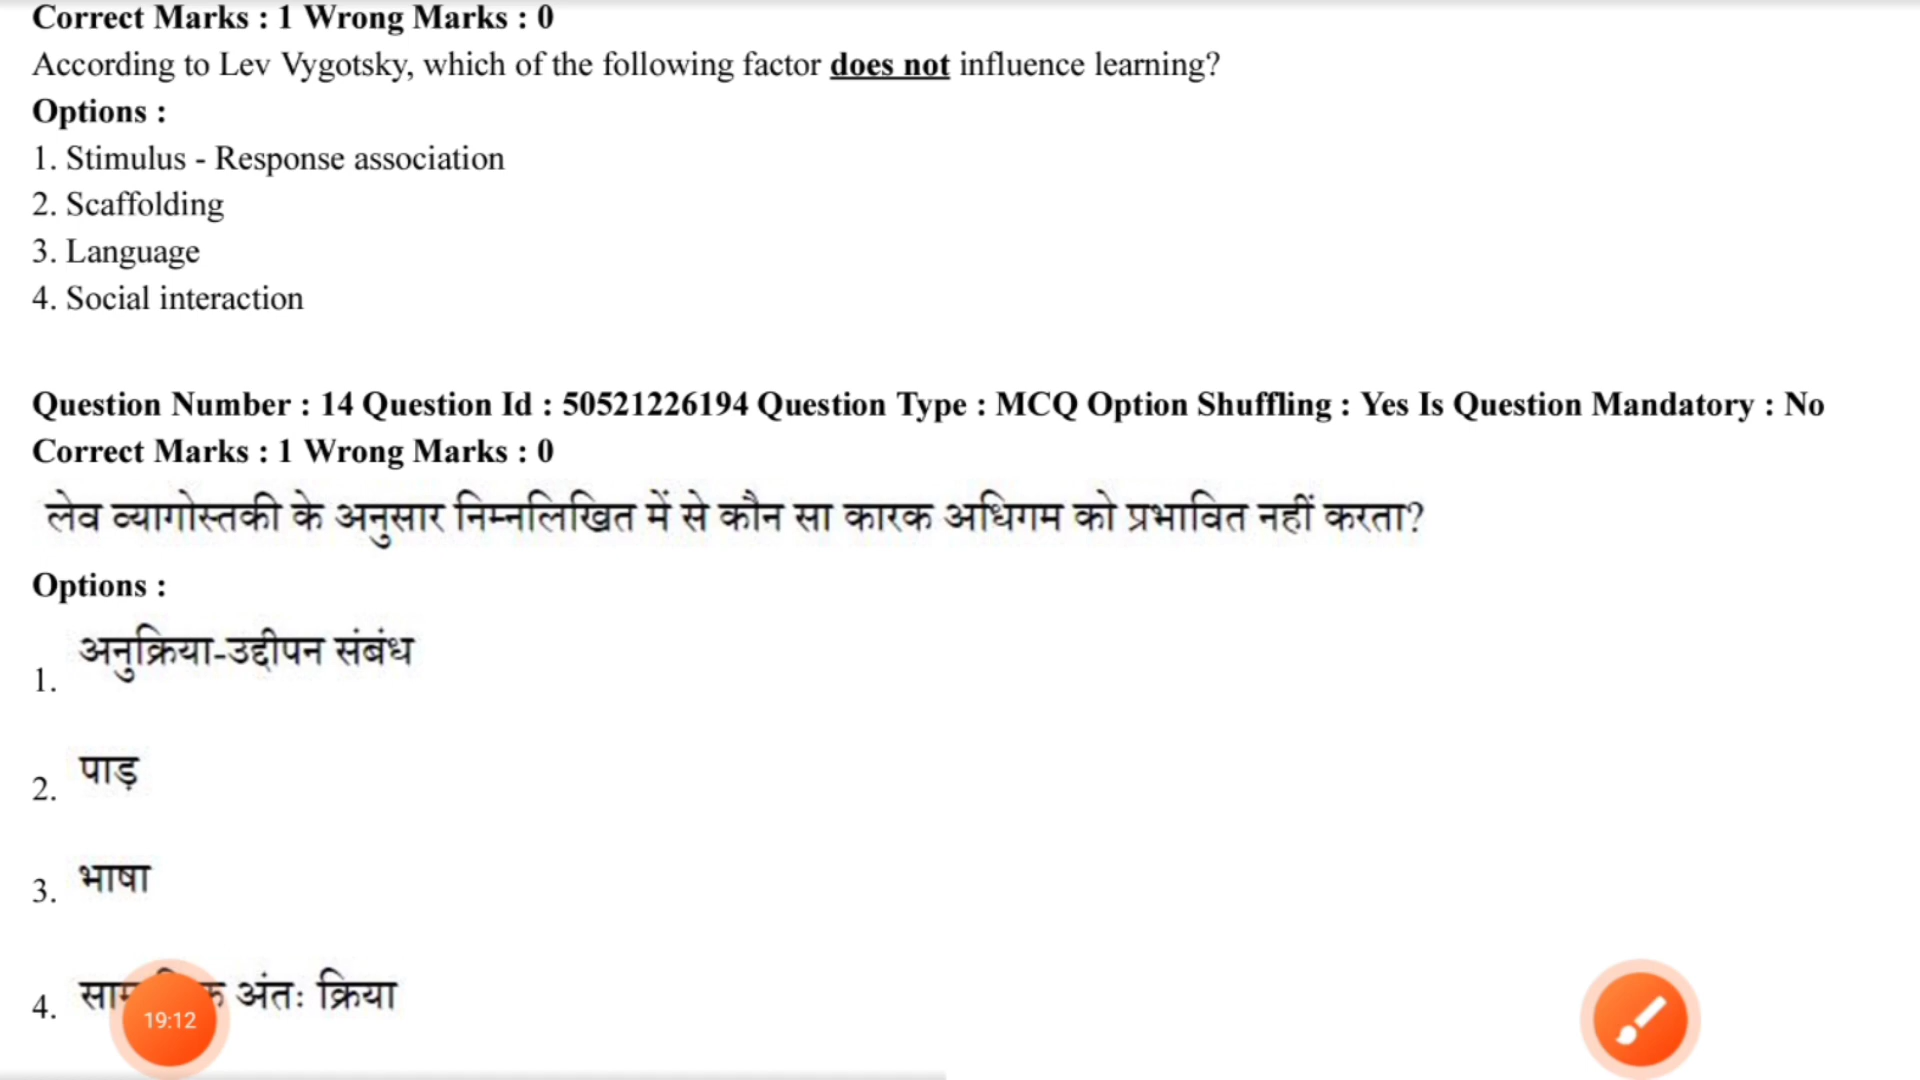 Correct Marks : 1 Wrong Marks : 0
According to Lev Vygotsky, which of the following factor does not influence learning?
Options :
1. Stimulus - Response association
2. Scaffolding
3. Language
4. Social interaction
Question Number : 14 Question Id : 50521226194 Question Type : MCQ Option Shuffling : Yes Is Question Mandatory : No
Correct Marks : 1 Wrong Marks : 0
लेव व्यागोस्तकी के अनुसार निम्नलिखित में से कौन सा कारक अधिगम को प्रभावित नहीं करता?
Options :
1. अनुक्रिया-उद्दीपन संबंध
2. पाड़
3. भाषा
4. अंतः क्रिया
19:12